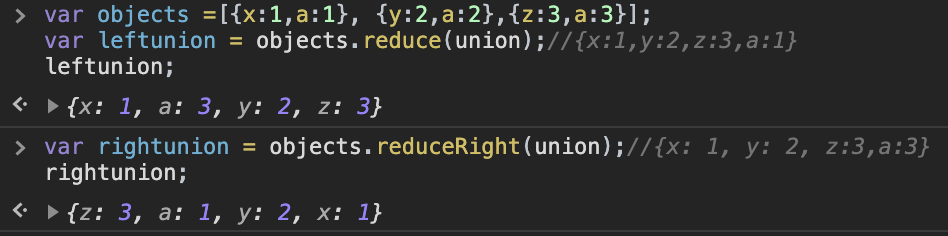 > var objects =[{x:1,a:1}, {y:2,a:2},{z:3,a:3}];
var leftunion = objects.reduce(union);//{x:1,y:2,z:3,a:1}
leftunion;
<· ▶ {x: 1, a: 3, y: 2, z: 3}
> var rightunion = objects.reduceRight(union);//{x: 1, y: 2, z:3,a:3}
rightunion;
<· ▶ {z: 3, a: 1, y: 2, x: 1}